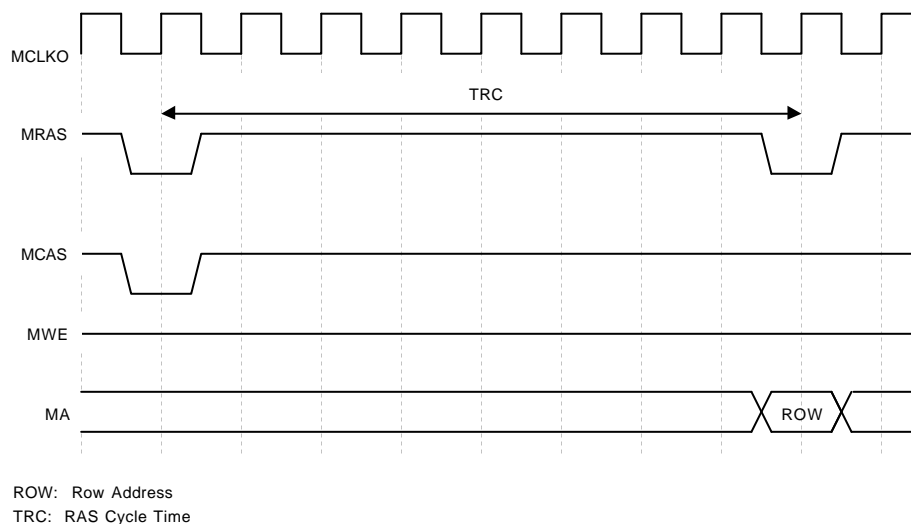 MCLKO
TRC
MRAS
MCAS
MWE
MA
ROW
ROW: Row Address
TRC: RAS Cycle Time